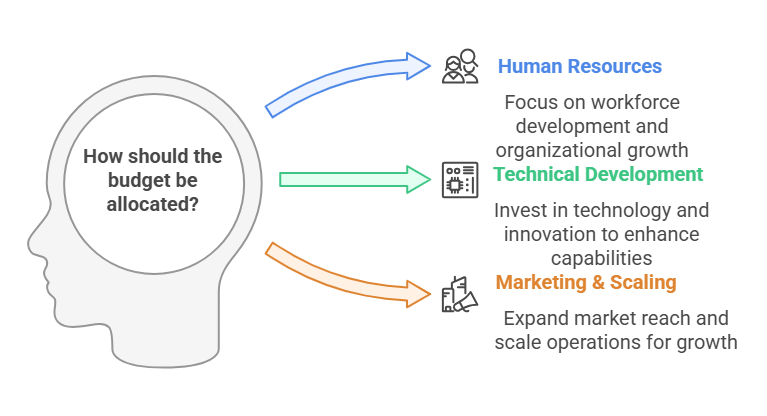 How should the
budget be
allocated?
Human Resources
Focus on workforce
development and
organizational growth
Technical Development
Invest in technology and
innovation to enhance
capabilities
Marketing & Scaling
Expand market reach and
scale operations for growth